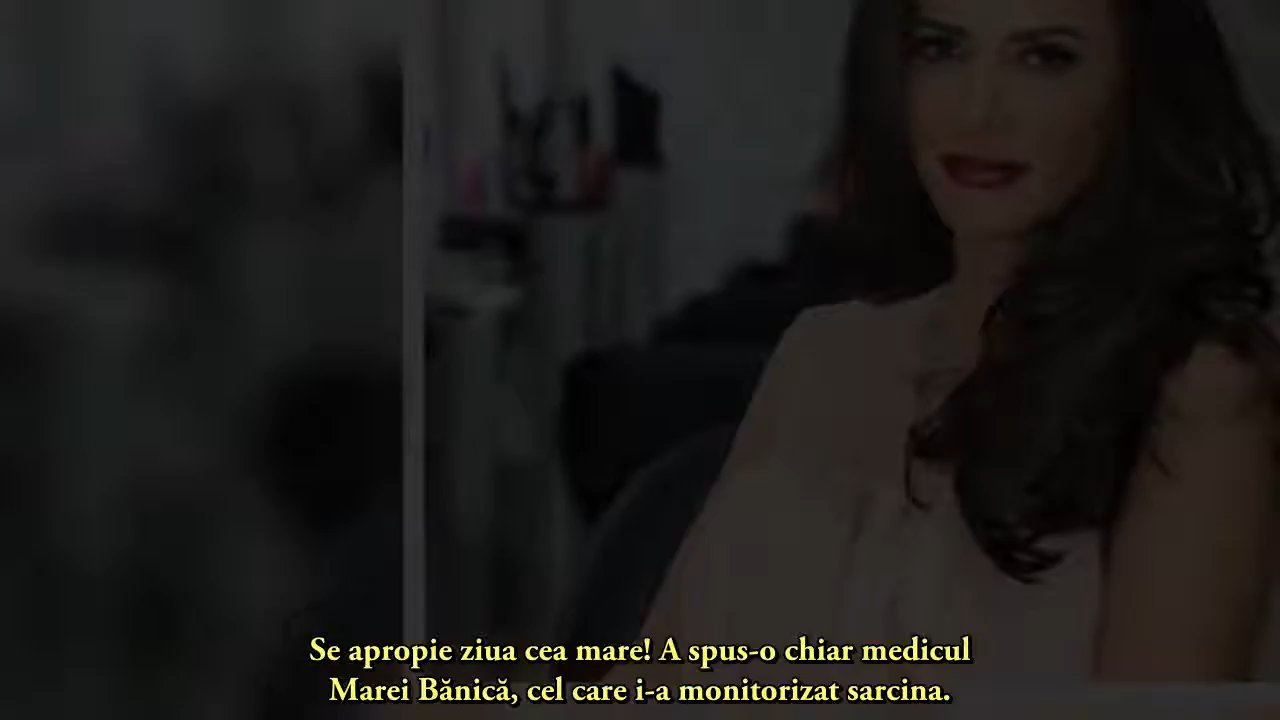 Se apropie ziua cea mare! A spus-o chiar medicul
Marei Bănică, cel care i-a monitorizat sarcina.